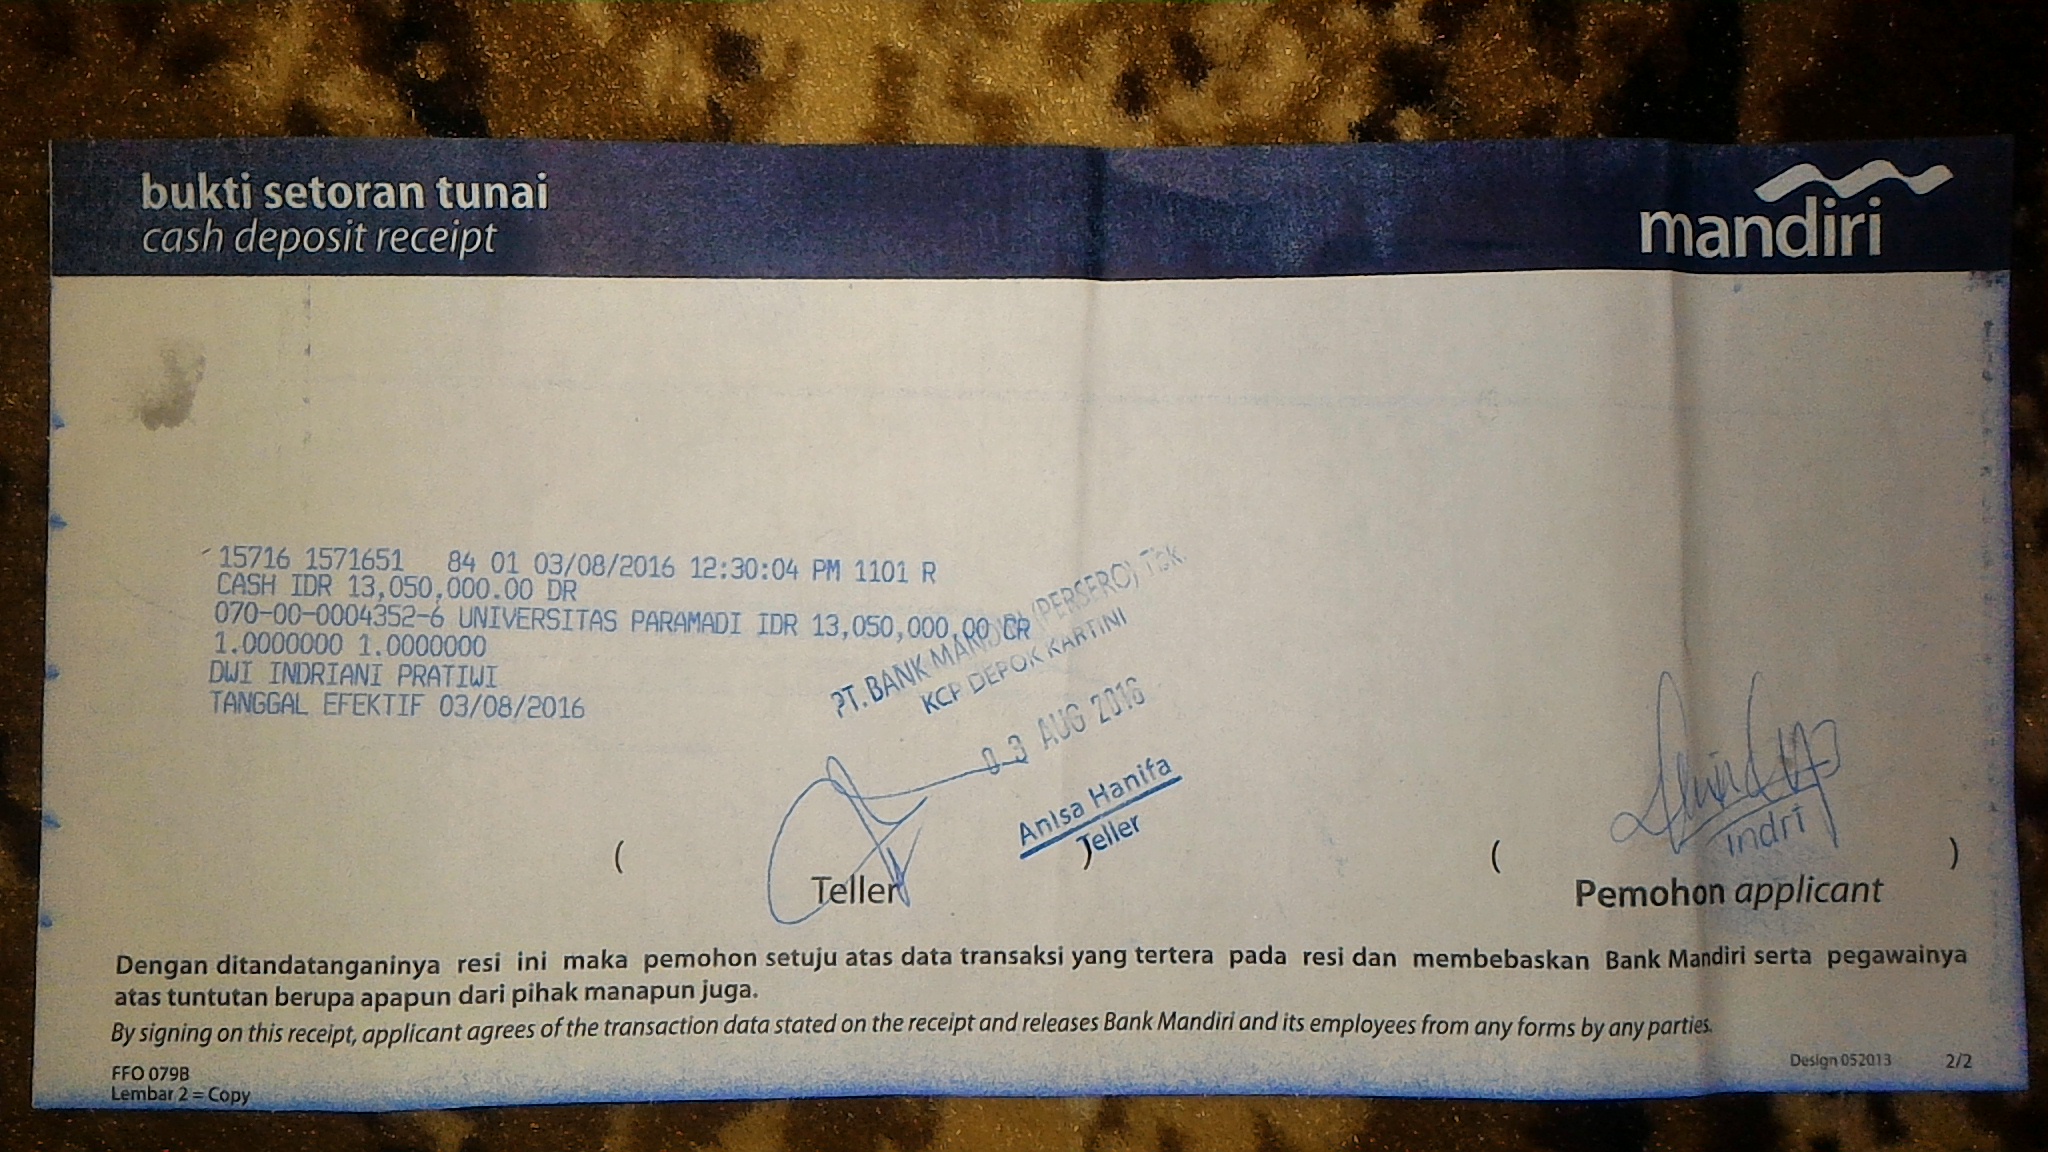 bukti setoran tunai
cash deposit receipt
mandiri
15716 1571651 84 01 03/08/2016 12:30:04 PM 1101 R
CASH IDR 13,050,000.00 DR
070-00-0004352-6 UNIVERSITAS PARAMADI IDR 13,050,000.00 CR
1.0000000 1.0000000
DWI INDRIANI PRATIWI
TANGGAL EFEKTIF 03/08/2016
PT. BANK MANDIRI (PERSERO) Tbk.
KCP DEPOK KARTINI
03 AUG 2016
Anisa Hanifa
Teller
( )
Teller
indri
( )
Pemohon applicant
Dengan ditandatanganinya resi ini maka pemohon setuju atas data transaksi yang tertera pada resi dan membebaskan Bank Mandiri serta pegawainya
atas tuntutan berupa apapun dari pihak manapun juga.
By signing on this receipt, applicant agrees of the transaction data stated on the receipt and releases Bank Mandiri and its employees from any forms by any parties.
Design 052013 2/2
FFO 079B
Lembar 2 = Copy